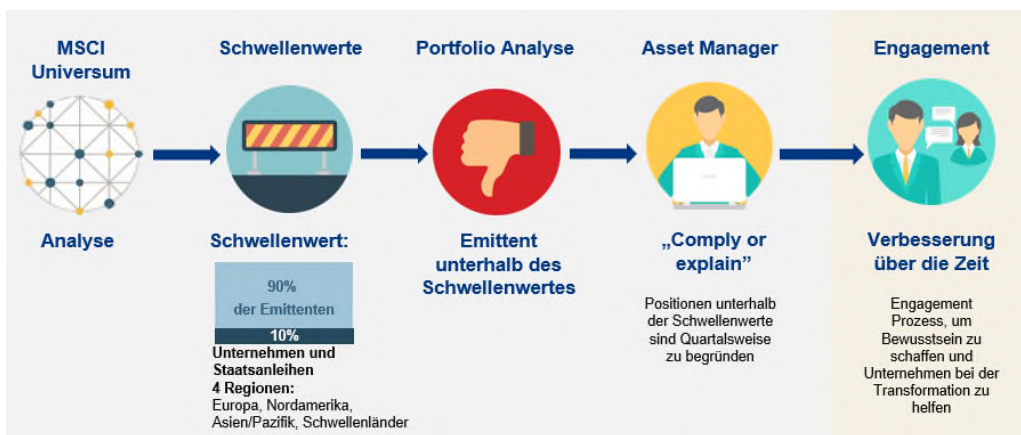 MSCI
Universum
Analyse
Schwellenwerte
Schwellenwert:
90%
der Emittenten
10%
Unternehmen und
Staatsanleihen
4 Regionen:
Europa, Nordamerika,
Asien/Pazifik, Schwellenländer
Portfolio Analyse
Emittent
unterhalb des
Schwellenwertes
Asset Manager
„Comply or
explain”
Positionen unterhalb
der Schwellenwerte
sind Quartalsweise
zu begründen
Engagement
Verbesserung
über die Zeit
Engagement
Prozess, um
Bewusstsein zu
schaffen und
Unternehmen bei der
Transformation zu
helfen